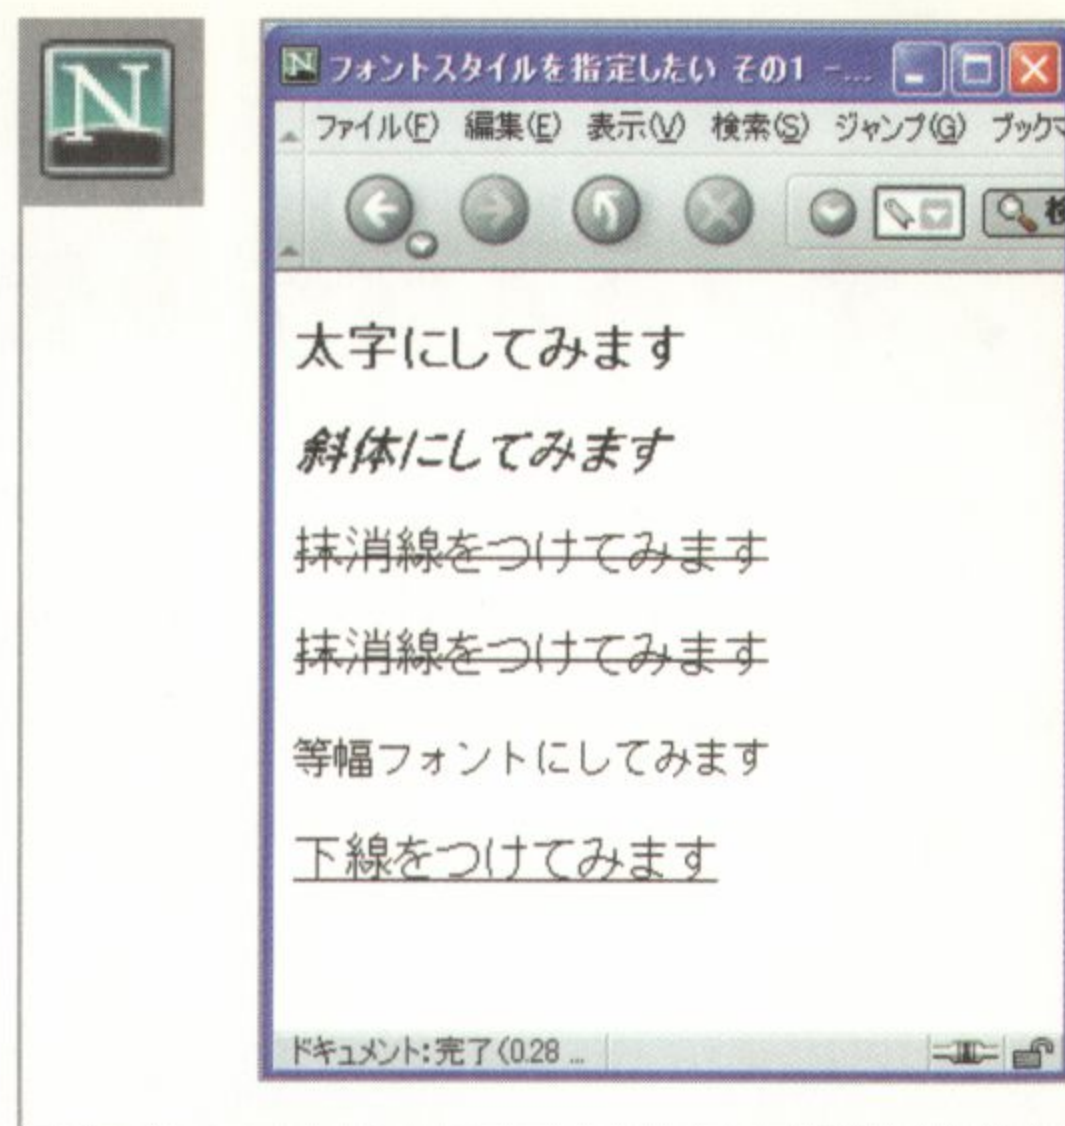 N
フォントスタイルを指定したい その1 -...
ファイル(F) 編集(E) 表示(V) 検索(S) ジャンプ(G) ブックマ
検
太字にしてみます
斜体にしてみます
抹消線をつけてみます
抹消線をつけてみます
等幅フォントにしてみます
下線をつけてみます
ドキュメント:完了(0.28 ...